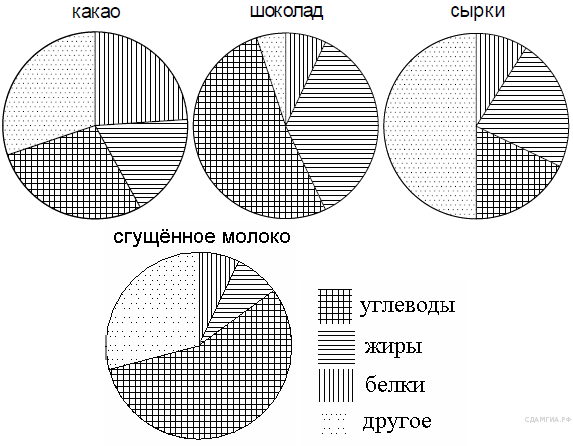 какао
шоколад
сырки
сгущённое молоко
углеводы
жиры
белки
другое
СДАМГИА.РФ